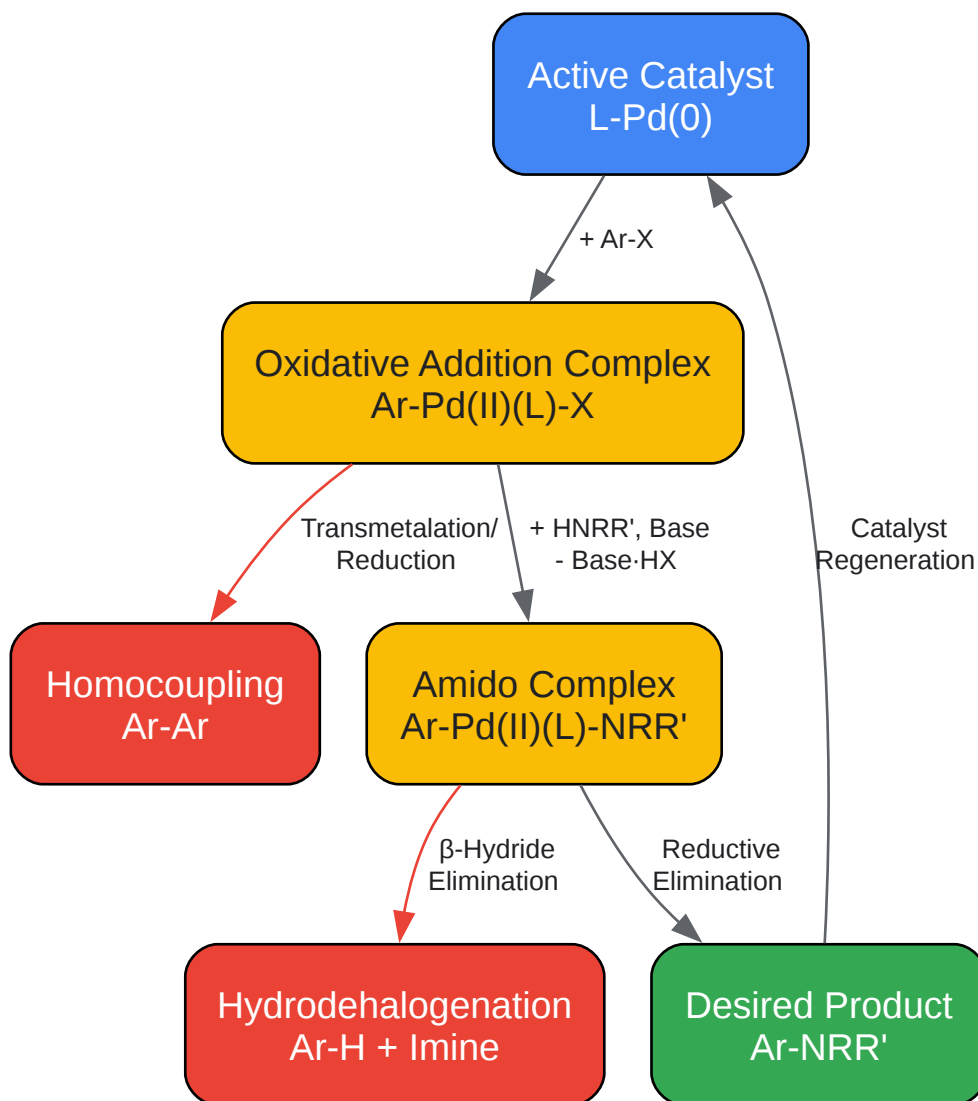 Active Catalyst
L-Pd(0)
+ Ar-X
Oxidative Addition Complex
Ar-Pd(II)(L)-X
Transmetalation/
Reduction
+ HNRR', Base
- Base·HX
Catalyst
Regeneration
Homocoupling
Ar-Ar
Amido Complex
Ar-Pd(II)(L)-NRR'
β-Hydride
Elimination
Reductive
Elimination
Hydrodehalogenation
Ar-H + Imine
Desired Product
Ar-NRR'